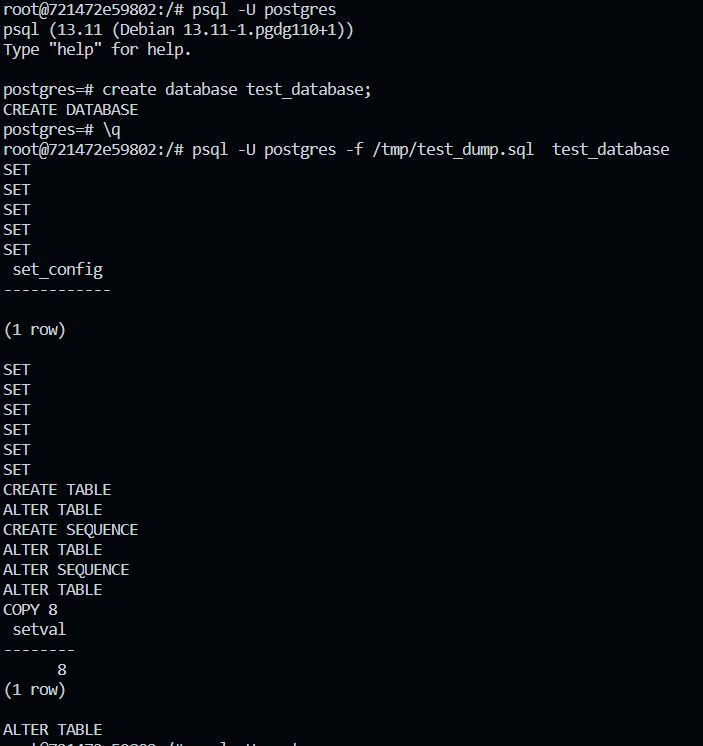 root@721472e59802:/# psql -U postgres
psql (13.11 (Debian 13.11-1.pgdg110+1))
Type "help" for help.
postgres=# create database test_database;
CREATE DATABASE
postgres=# \q
root@721472e59802:/# psql -U postgres -f /tmp/test_dump.sql  test_database
SET
SET
SET
SET
SET
 set_config
------------
(1 row)
SET
SET
SET
SET
SET
SET
CREATE TABLE
ALTER TABLE
CREATE SEQUENCE
ALTER TABLE
ALTER SEQUENCE
ALTER TABLE
COPY 8
 setval
--------
      8
(1 row)
ALTER TABLE